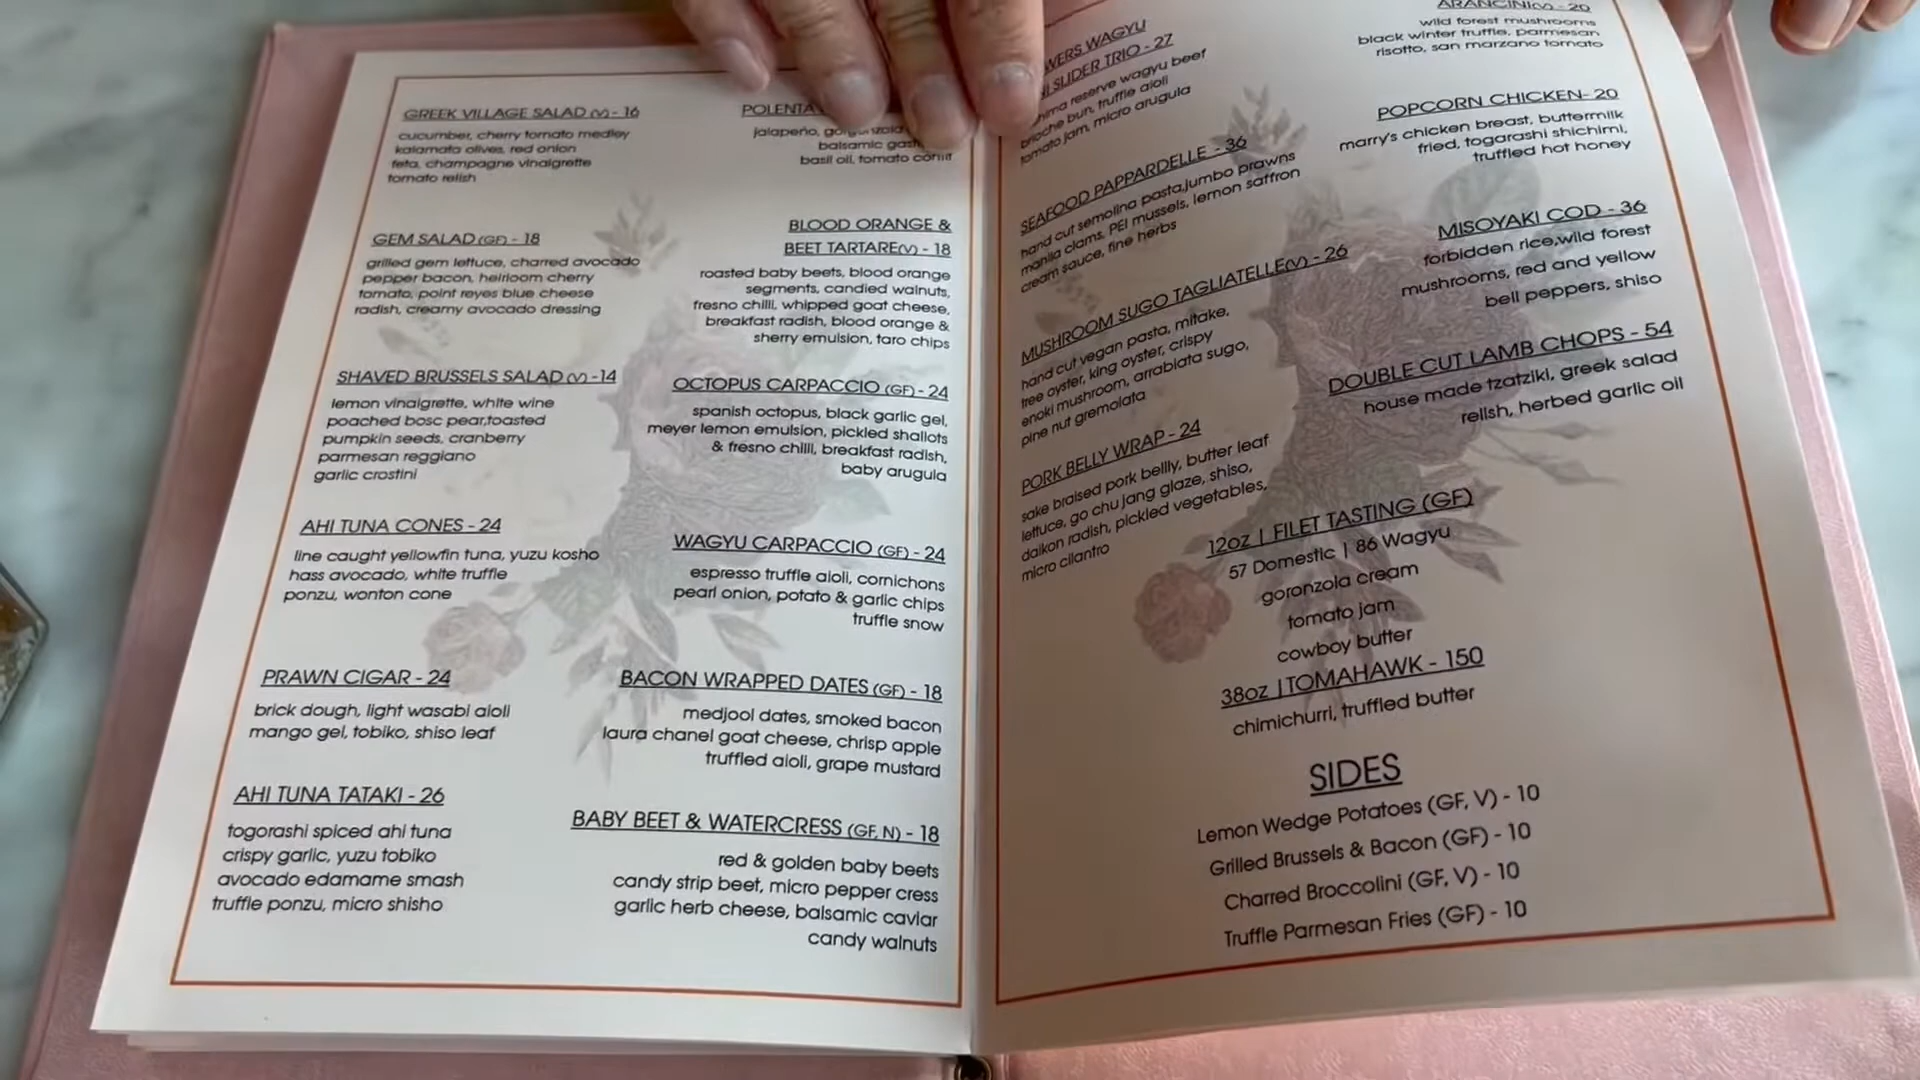 GREEK VILLAGE SALAD (V) - 16
cucumber, cherry tomato medley
kalamata olives, red onion
feta, champagne vinaigrette
tomato relish
GEM SALAD (GF) - 18
grilled gem lettuce, charred avocado
pepper bacon, heirloom cherry
tomato, point reyes blue cheese
radish, creamy avocado dressing
SHAVED BRUSSELS SALAD (V) -14
lemon vinaigrette, white wine
poached bosc pear,toasted
pumpkin seeds, cranberry
parmesan reggiano
garlic crostini
AHI TUNA CONES - 24
line caught yellowfin tuna, yuzu kosho
hass avocado, white truffle
ponzu, wonton cone
PRAWN CIGAR - 24
brick dough, light wasabi aioli
mango gel, tobiko, shiso leaf
AHI TUNA TATAKI - 26
togorashi spiced ahi tuna
crispy garlic, yuzu tobiko
avocado edamame smash
truffle ponzu, micro shisho
POLENTA
jalapeño,
balsamic
basil oil, tomato confit
BLOOD ORANGE &
BEET TARTARE(V) - 18
roasted baby beets, blood orange
segments, candied walnuts,
fresno chilli, whipped goat cheese,
breakfast radish, blood orange &
sherry emulsion, taro chips
OCTOPUS CARPACCIO (GF) - 24
spanish octopus, black garlic gel,
meyer lemon emulsion, pickled shallots
& fresno chilli, breakfast radish,
baby arugula
WAGYU CARPACCIO (GF) - 24
espresso truffle aioli, cornichons
pearl onion, potato & garlic chips
truffle snow
BACON WRAPPED DATES (GF) - 18
medjool dates, smoked bacon
laura chanel goat cheese, chrisp apple
truffled aioli, grape mustard
BABY BEET & WATERCRESS (GF, N) - 18
red & golden baby beets
candy strip beet, micro pepper cress
garlic herb cheese, balsamic caviar
candy walnuts
WAGYU
SLIDER TRIO - 27
reserve wagyu beef
brioche bun, truffle aioli
tomato jam, micro arugula
SEAFOOD PAPPARDELLE - 36
hand cut semolina pasta,jumbo prawns
manila clams, PEI mussels, lemon saffron
cream sauce, fine herbs
MUSHROOM SUGO TAGLIATELLE(V) - 26
hand cut vegan pasta, mitake,
tree oyster, king oyster, crispy
enoki mushroom, arrabiata sugo,
pine nut gremolata
PORK BELLY WRAP - 24
sake braised pork bellly, butter leaf
lettuce, go chu jang glaze, shiso,
daikon radish, pickled vegetables,
micro cilantro
ARANCINI(V) - 20
wild forest mushrooms
black winter truffle, parmesan
risotto, san marzano tomato
POPCORN CHICKEN- 20
marry's chicken breast, buttermilk
fried, togarashi shichimi,
truffled hot honey
MISOYAKI COD - 36
forbidden rice,wild forest
mushrooms, red and yellow
bell peppers, shiso
DOUBLE CUT LAMB CHOPS - 54
house made tzatziki, greek salad
relish, herbed garlic oil
12oz | FILET TASTING (GF)
57 Domestic | 86 Wagyu
goronzola cream
tomato jam
cowboy butter
38oz |TOMAHAWK - 150
chimichurri, truffled butter
SIDES
Lemon Wedge Potatoes (GF, V) - 10
Grilled Brussels & Bacon (GF) - 10
Charred Broccolini (GF, V) - 10
Truffle Parmesan Fries (GF) - 10